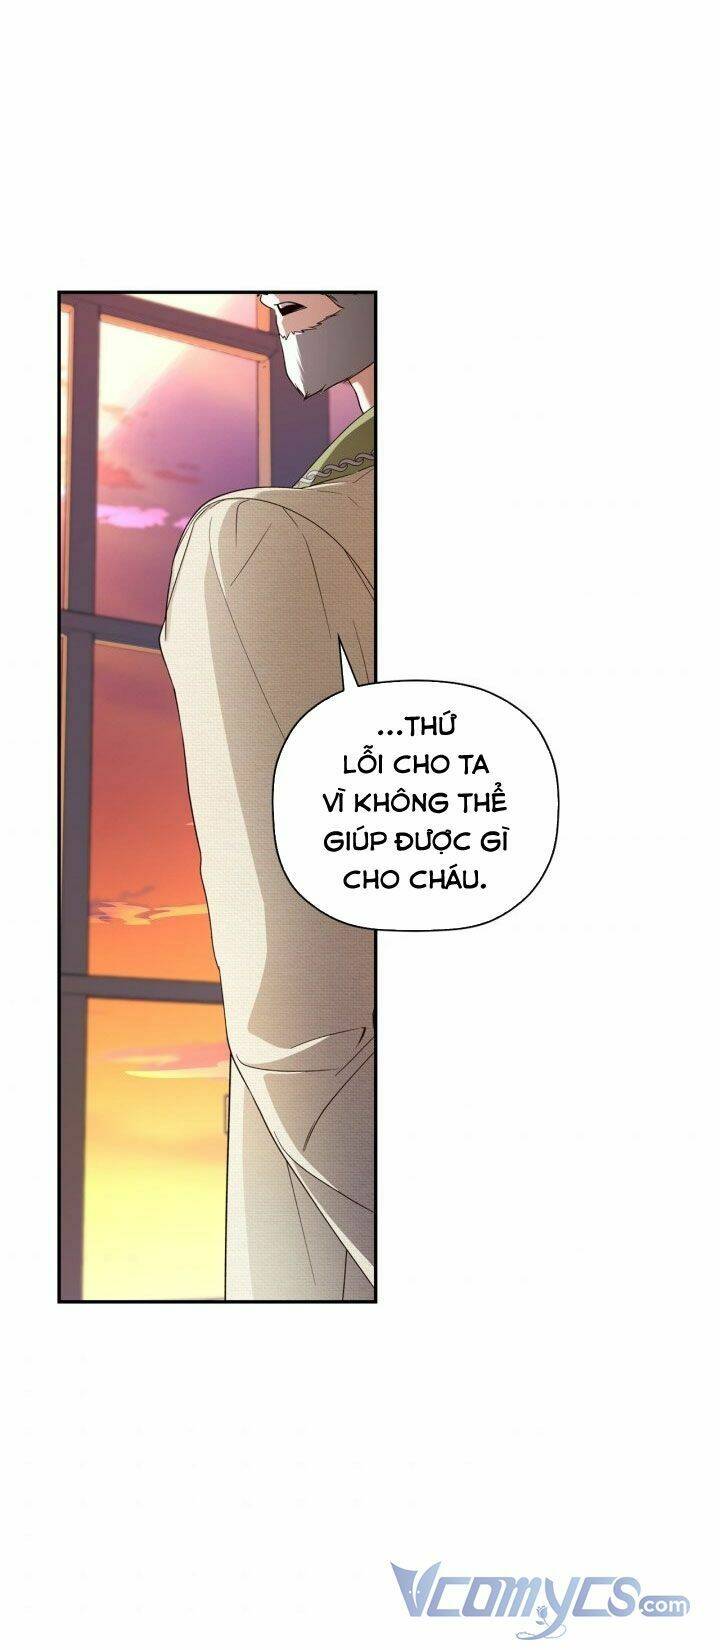 ...THỨ
LỖI CHO TA
VÌ KHÔNG THỂ
GIÚP ĐƯỢC GÌ
CHO CHÁU.
VCOMYCS.com